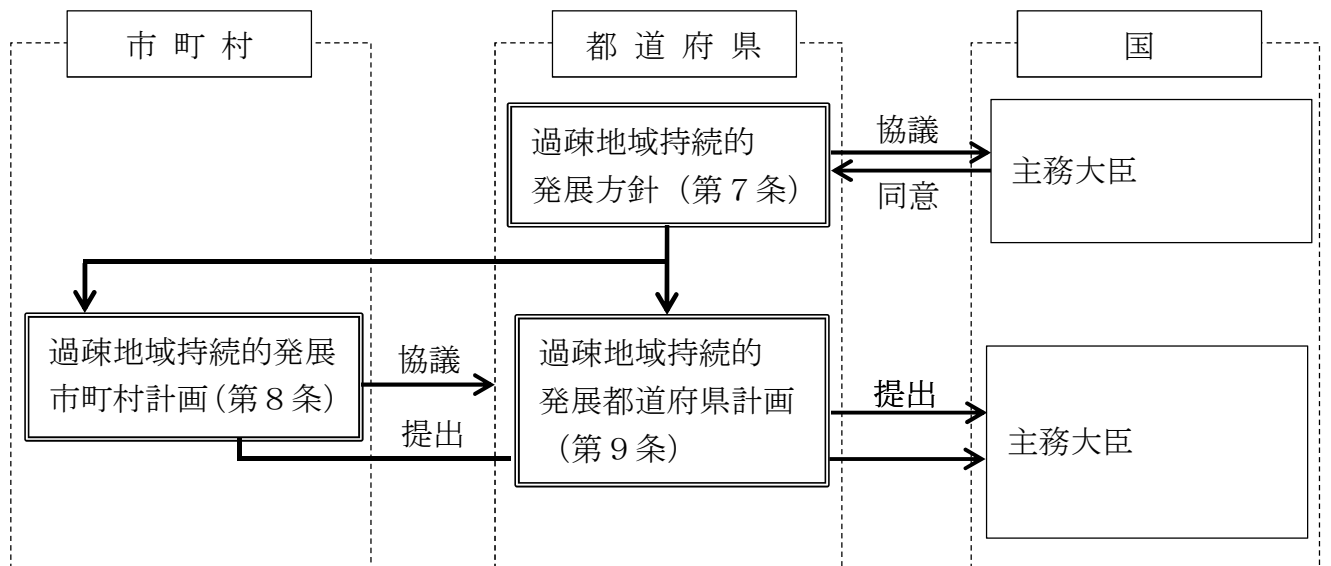 市町村
都道府県
国
過疎地域持続的
発展方針（第７条）
協議
同意
主務大臣
過疎地域持続的発展
市町村計画（第８条）
協議
提出
過疎地域持続的
発展都道府県計画
（第９条）
提出
主務大臣